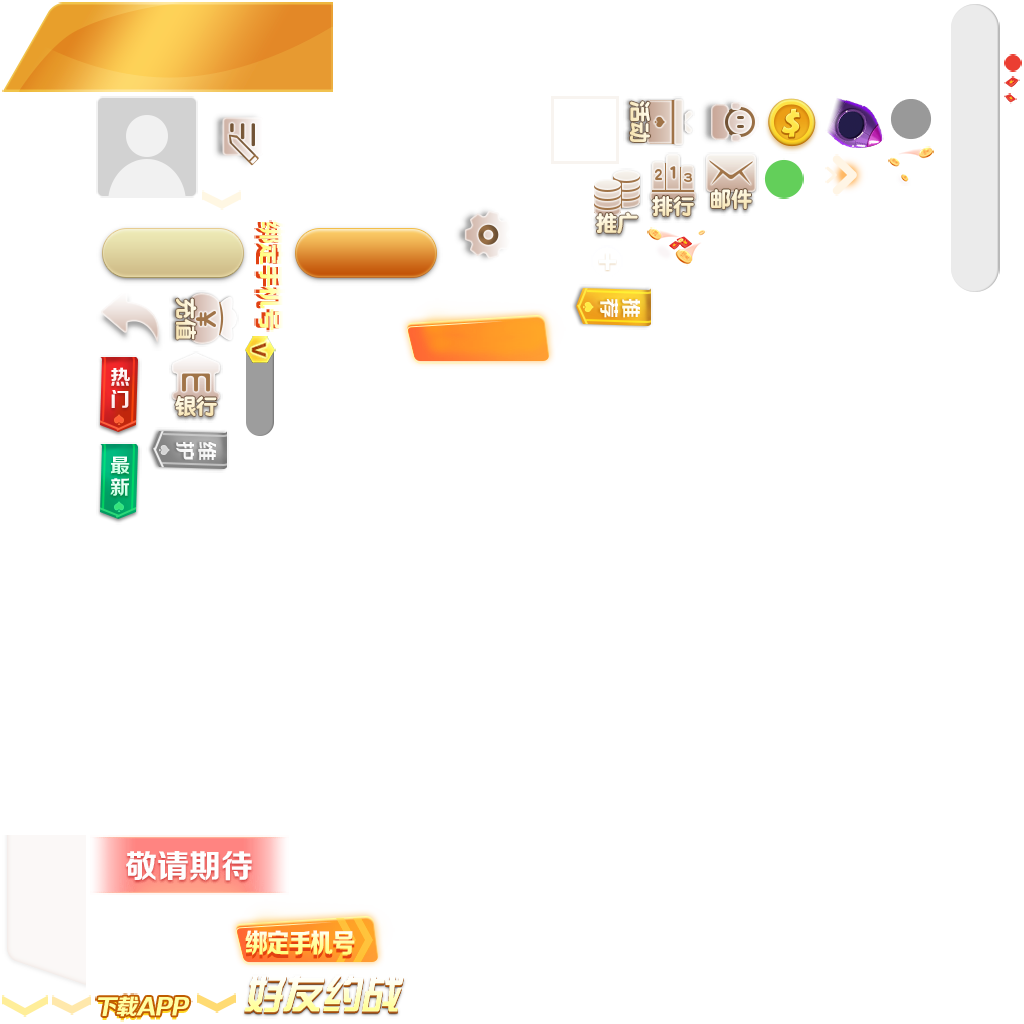 活动
推广
213
排行
邮件
绑定手机号
充值
推荐
V
热门
银行
维护
最新
敬请期待
绑定手机号
下载APP
好友约战